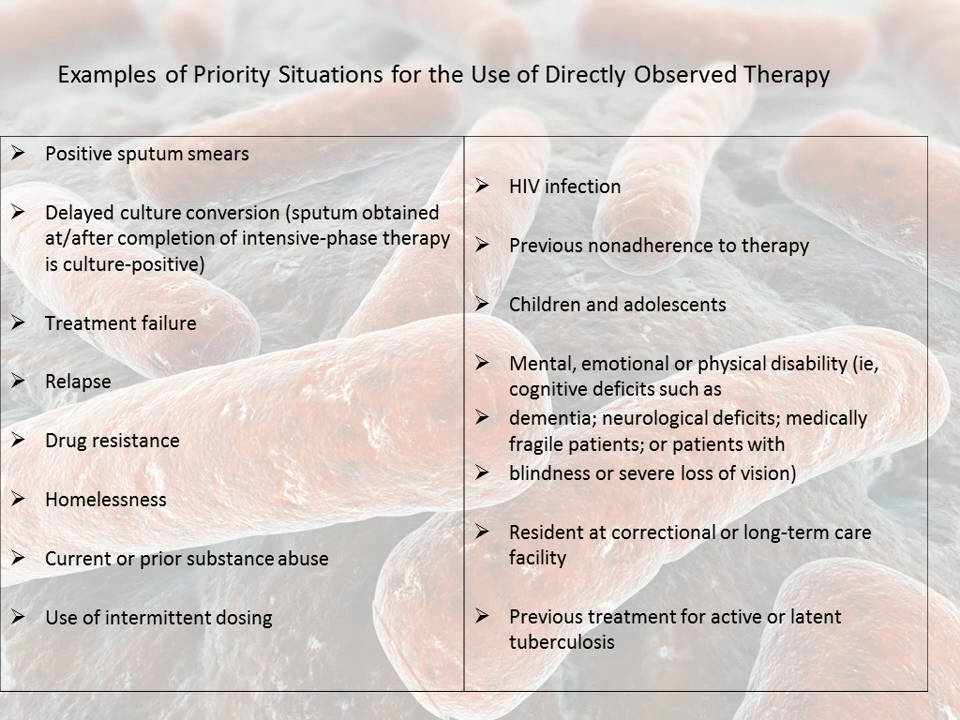 Examples of Priority Situations for the Use of Directly Observed Therapy
➢ Positive sputum smears
➢ Delayed culture conversion (sputum obtained
at/after completion of intensive-phase therapy
is culture-positive)
➢ Treatment failure
➢ Relapse
➢ Drug resistance
➢ Homelessness
➢ Current or prior substance abuse
➢ Use of intermittent dosing
➢ HIV infection
➢ Previous nonadherence to therapy
➢ Children and adolescents
➢ Mental, emotional or physical disability (ie,
cognitive deficits such as
➢ dementia; neurological deficits; medically
fragile patients; or patients with
➢ blindness or severe loss of vision)
➢ Resident at correctional or long-term care
facility
➢ Previous treatment for active or latent
tuberculosis